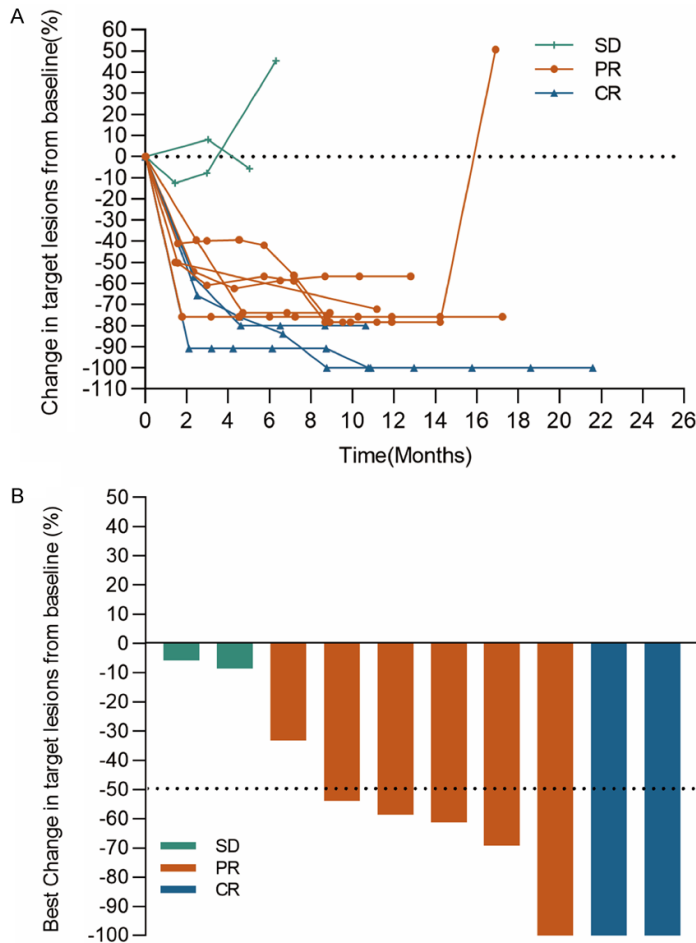 A
Change in target lesions from baseline(%)
60
50
40
30
20
10
0
-10
-20
-30
-40
-50
-60
-70
-80
-90
-100
-110
SD
PR
CR
0 2 4 6 8 10 12 14 16 18 20 22 24 26
Time(Months)
B
Best Change in target lesions from baseline (%)
50
40
30
20
10
0
-10
-20
-30
-40
-50
-60
-70
-80
-90
-100
SD
PR
CR